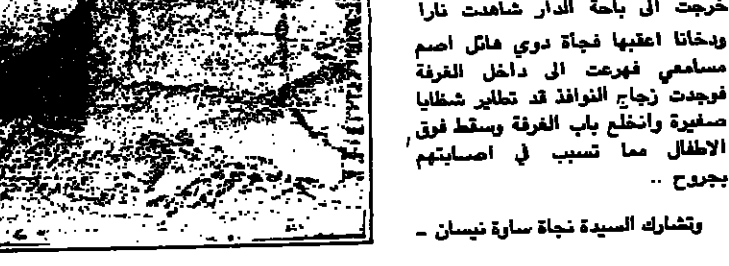 خرجت الى باحة الدار شاهدت نارا
ودخانا اعقبها فجأة دوي هائل اصم
مسامعي فهرعت الى داخل الغرفة
فوجدت زجاج النوافذ قد تطاير شظايا
صغيرة وانخلع باب الغرفة وسقط فوق
الاطفال مما تسبب في اصابتهم
بجروح ..
وتشارك السيدة نجاة ساوة نيسان ـ